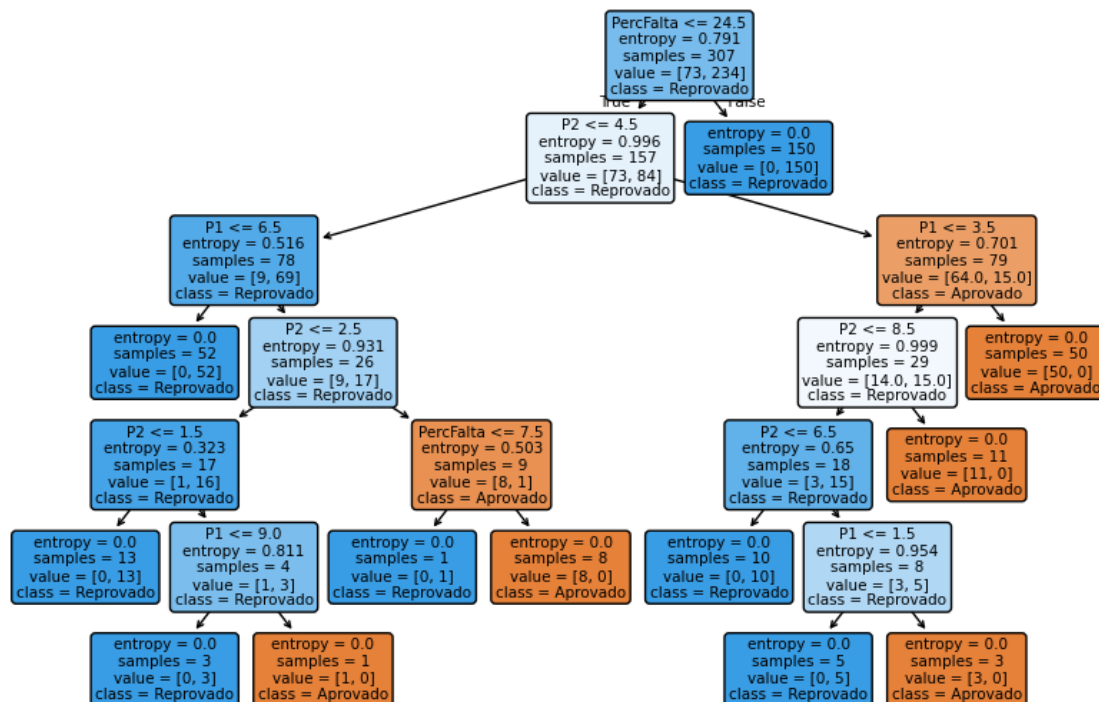 PercFalta <= 24.5
entropy = 0.791
samples = 307
value = [73, 234]
class = Reprovado
True
False
P2 <= 4.5
entropy = 0.996
samples = 157
value = [73, 84]
class = Reprovado
entropy = 0.0
samples = 150
value = [0, 150]
class = Reprovado
P1 <= 6.5
entropy = 0.516
samples = 78
value = [9, 69]
class = Reprovado
P1 <= 3.5
entropy = 0.701
samples = 79
value = [64.0, 15.0]
class = Aprovado
entropy = 0.0
samples = 52
value = [0, 52]
class = Reprovado
P2 <= 2.5
entropy = 0.931
samples = 26
value = [9, 17]
class = Reprovado
P2 <= 8.5
entropy = 0.999
samples = 29
value = [14.0, 15.0]
class = Reprovado
entropy = 0.0
samples = 50
value = [50, 0]
class = Aprovado
P2 <= 1.5
entropy = 0.323
samples = 17
value = [1, 16]
class = Reprovado
PercFalta <= 7.5
entropy = 0.503
samples = 9
value = [8, 1]
class = Aprovado
P2 <= 6.5
entropy = 0.65
samples = 18
value = [3, 15]
class = Reprovado
entropy = 0.0
samples = 11
value = [11, 0]
class = Aprovado
entropy = 0.0
samples = 13
value = [0, 13]
class = Reprovado
P1 <= 9.0
entropy = 0.811
samples = 4
value = [1, 3]
class = Reprovado
entropy = 0.0
samples = 1
value = [0, 1]
class = Reprovado
entropy = 0.0
samples = 8
value = [8, 0]
class = Aprovado
entropy = 0.0
samples = 10
value = [0, 10]
class = Reprovado
P1 <= 1.5
entropy = 0.954
samples = 8
value = [3, 5]
class = Reprovado
entropy = 0.0
samples = 3
value = [0, 3]
class = Reprovado
entropy = 0.0
samples = 1
value = [1, 0]
class = Aprovado
entropy = 0.0
samples = 5
value = [0, 5]
class = Reprovado
entropy = 0.0
samples = 3
value = [3, 0]
class = Aprovado